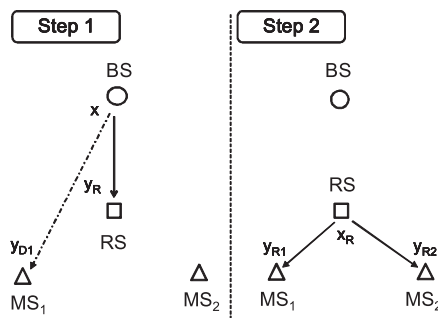 Step 1
Step 2
BS
BS
x
y_R
RS
RS
x_R
y_D1
y_R1
y_R2
MS_1
MS_2
MS_1
MS_2